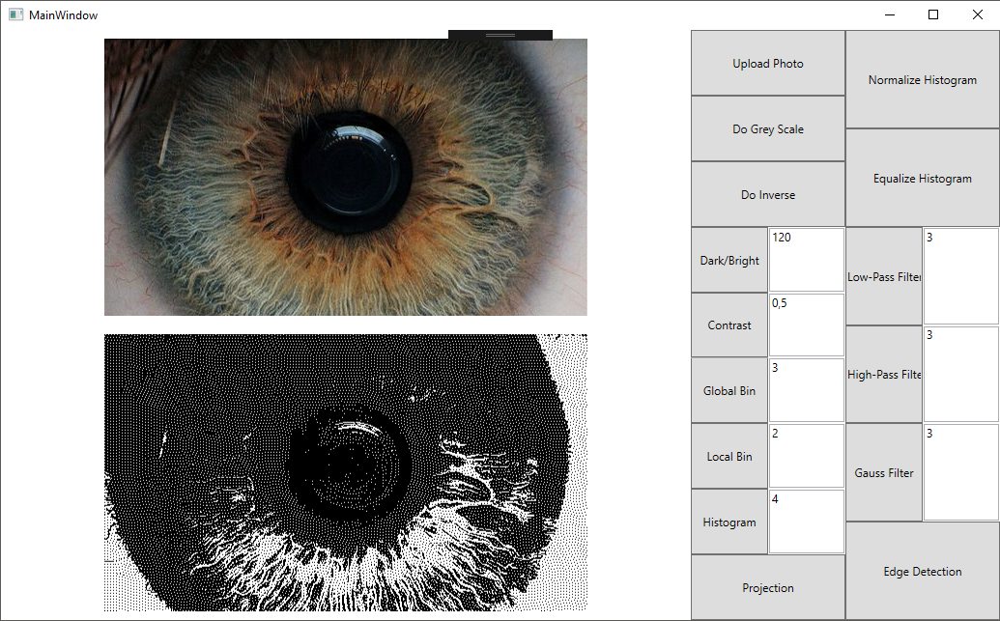 MainWindow
Upload Photo
Normalize Histogram
Do Grey Scale
Equalize Histogram
Do Inverse
Dark/Bright
120
Low-Pass Filter
3
Contrast
0,5
High-Pass Filte
3
Global Bin
3
Local Bin
2
Gauss Filter
3
Histogram
4
Edge Detection
Projection